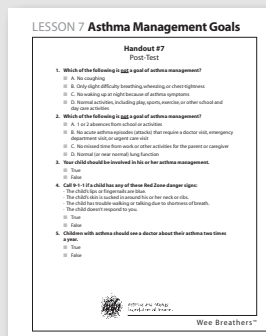 LESSON 7 Asthma Management Goals
Handout #7
Post-Test
1. Which of the following is not a goal of asthma management?
A. No coughing
B. Only slight difficulty breathing, wheezing or chest-tightness
C. No waking up at night because of asthma symptoms
D. Normal activities, including play, sports, exercise, or other school and
day care activities
2. Which of the following is not a goal of asthma management?
A. 1 or 2 absences from school or activities
B. No acute asthma episodes (attacks) that require a doctor visit, emergency
department visit, or urgent care visit
C. No missed time from work or other activities for the parent or caregiver
D. Normal (or near normal) lung function
3. Your child should be involved in his or her asthma management.
True
False
4. Call 9-1-1 if a child has any of these Red Zone danger signs:
- The child's lips or fingernails are blue.
- The child's skin is sucked in around his or her neck or ribs.
- The child has trouble walking or talking due to shortness of breath.
- The child doesn't respond to you.
True
False
5. Children with asthma should see a doctor about their asthma two times
a year.
True
False
Asthma and Allergy
Foundation of America
Wee Breathers™